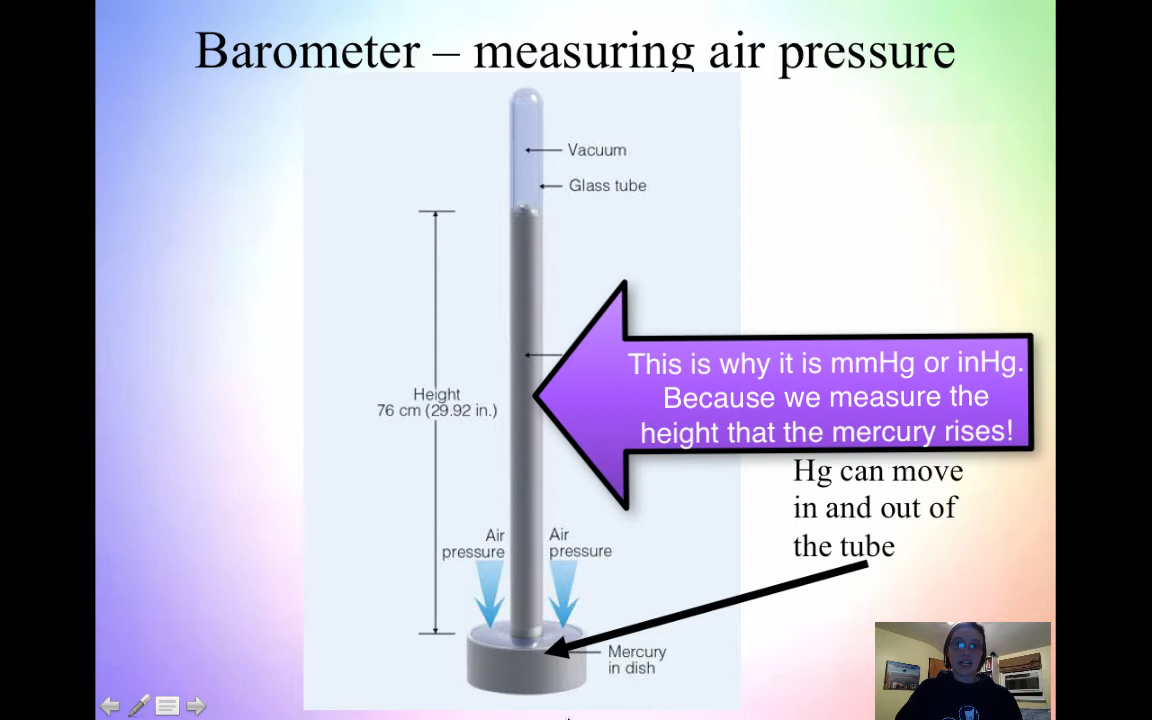 Barometer – measuring air pressure
Vacuum
Glass tube
This is why it is mmHg or inHg.
Because we measure the
height that the mercury rises!
Height
76 cm (29.92 in.)
Hg can move
in and out of
the tube
Air
pressure
Air
pressure
Mercury
in dish